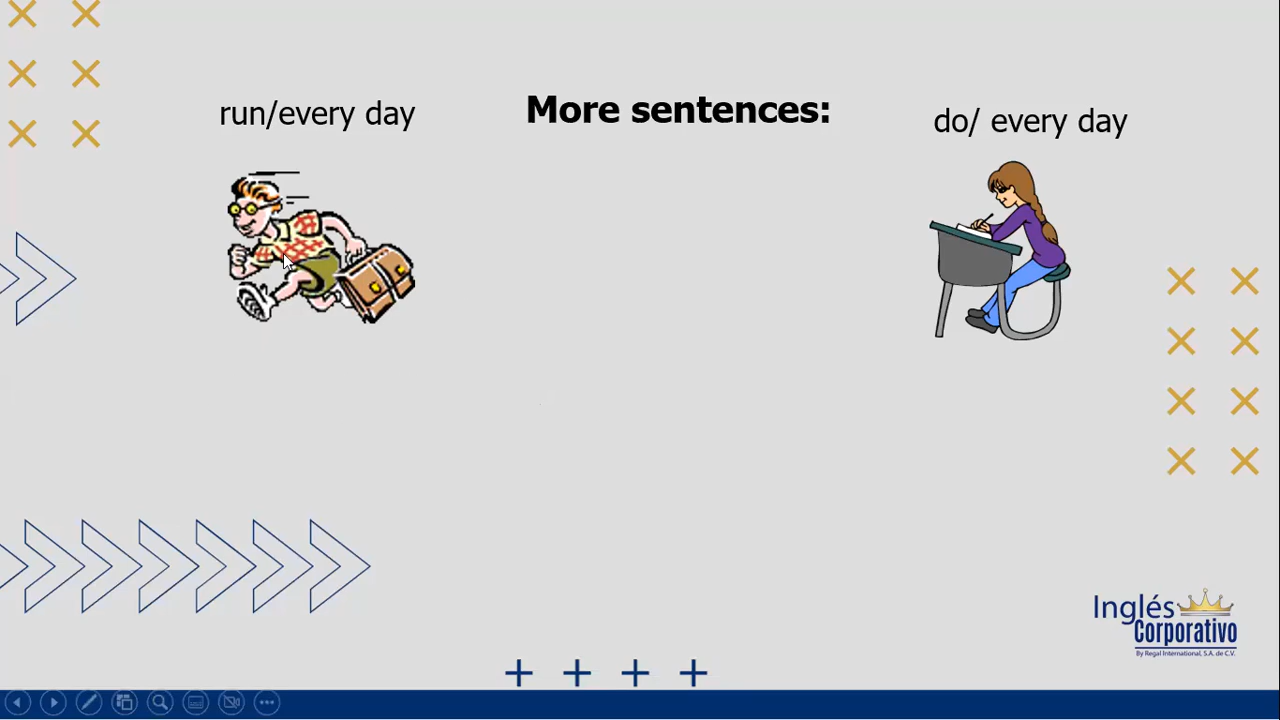 run/every day
More sentences:
do/ every day
Inglés
Corporativo
By Regal International, S.A. de C.V.